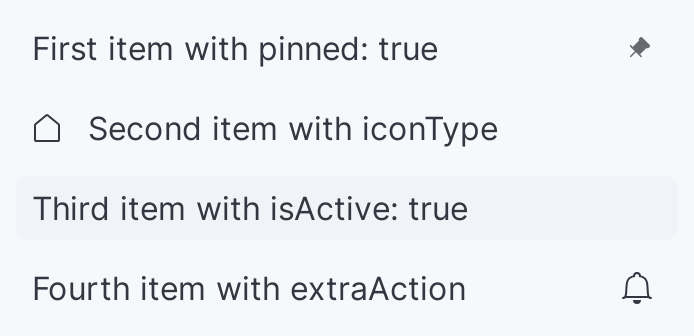 First item with pinned: true
Second item with iconType
Third item with isActive: true
Fourth item with extraAction